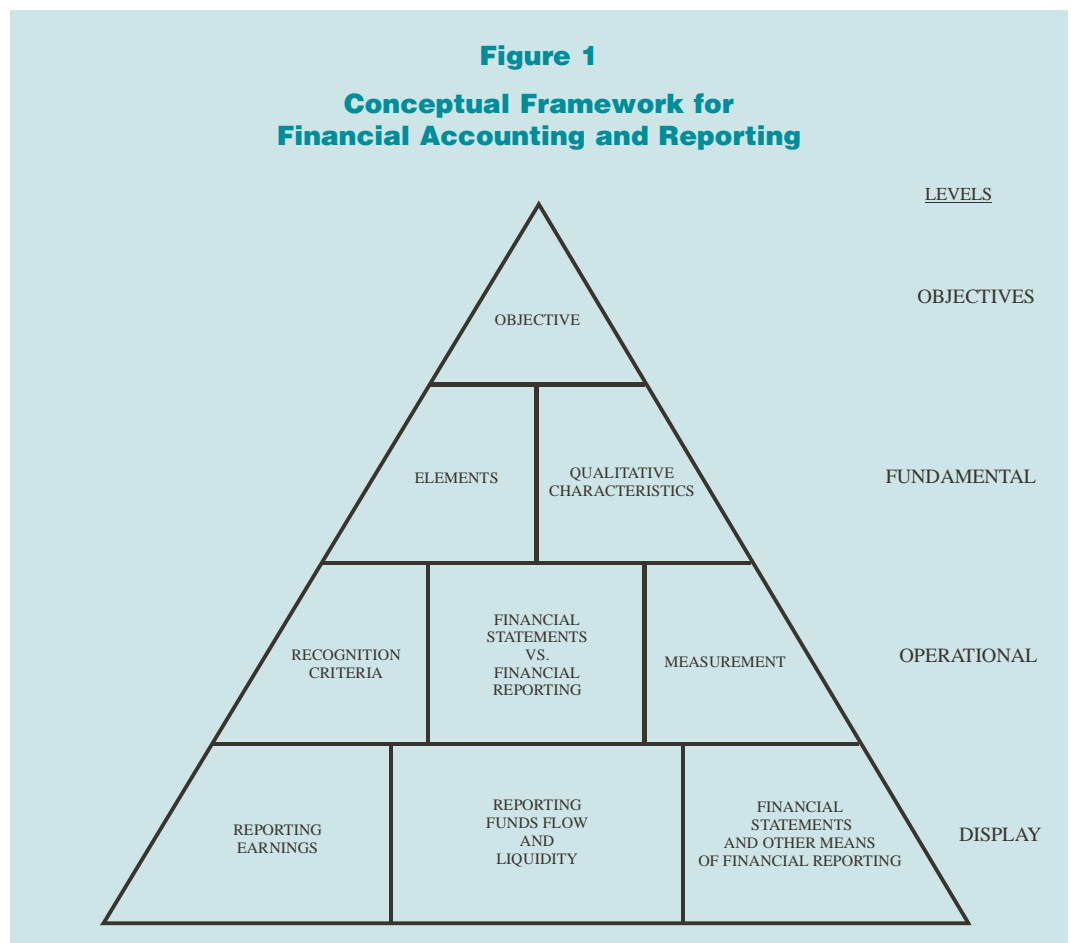 Figure 1
Conceptual Framework for
Financial Accounting and Reporting
LEVELS
OBJECTIVE
OBJECTIVES
ELEMENTS
QUALITATIVE
CHARACTERISTICS
FUNDAMENTAL
RECOGNITION
CRITERIA
FINANCIAL
STATEMENTS
VS.
FINANCIAL
REPORTING
MEASUREMENT
OPERATIONAL
REPORTING
EARNINGS
REPORTING
FUNDS FLOW
AND
LIQUIDITY
FINANCIAL
STATEMENTS
AND OTHER MEANS
OF FINANCIAL REPORTING
DISPLAY